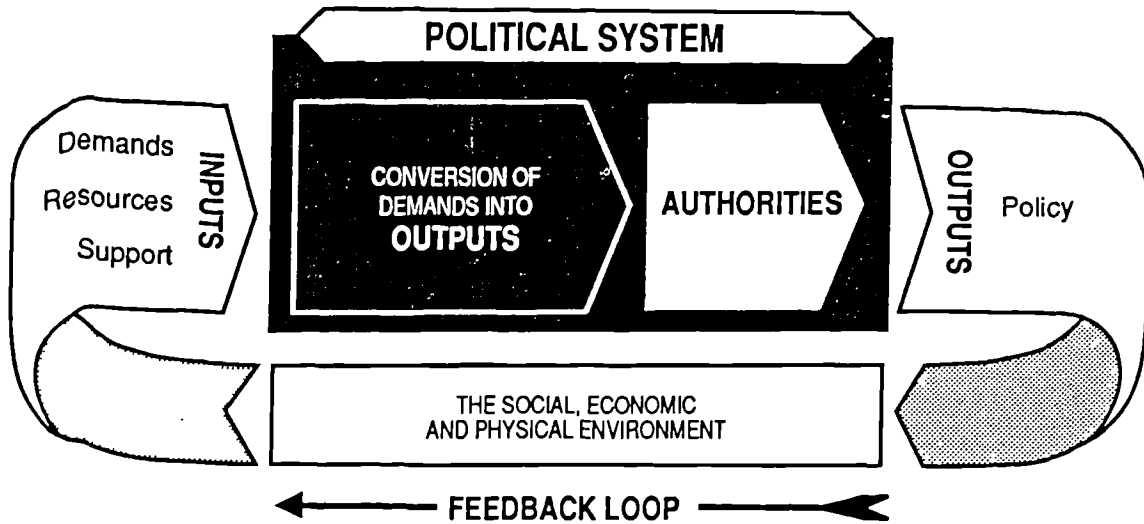 POLITICAL SYSTEM
Demands
Resources
Support
INPUTS
CONVERSION OF
DEMANDS INTO
OUTPUTS
AUTHORITIES
OUTPUTS
Policy
THE SOCIAL, ECONOMIC
AND PHYSICAL ENVIRONMENT
FEEDBACK LOOP